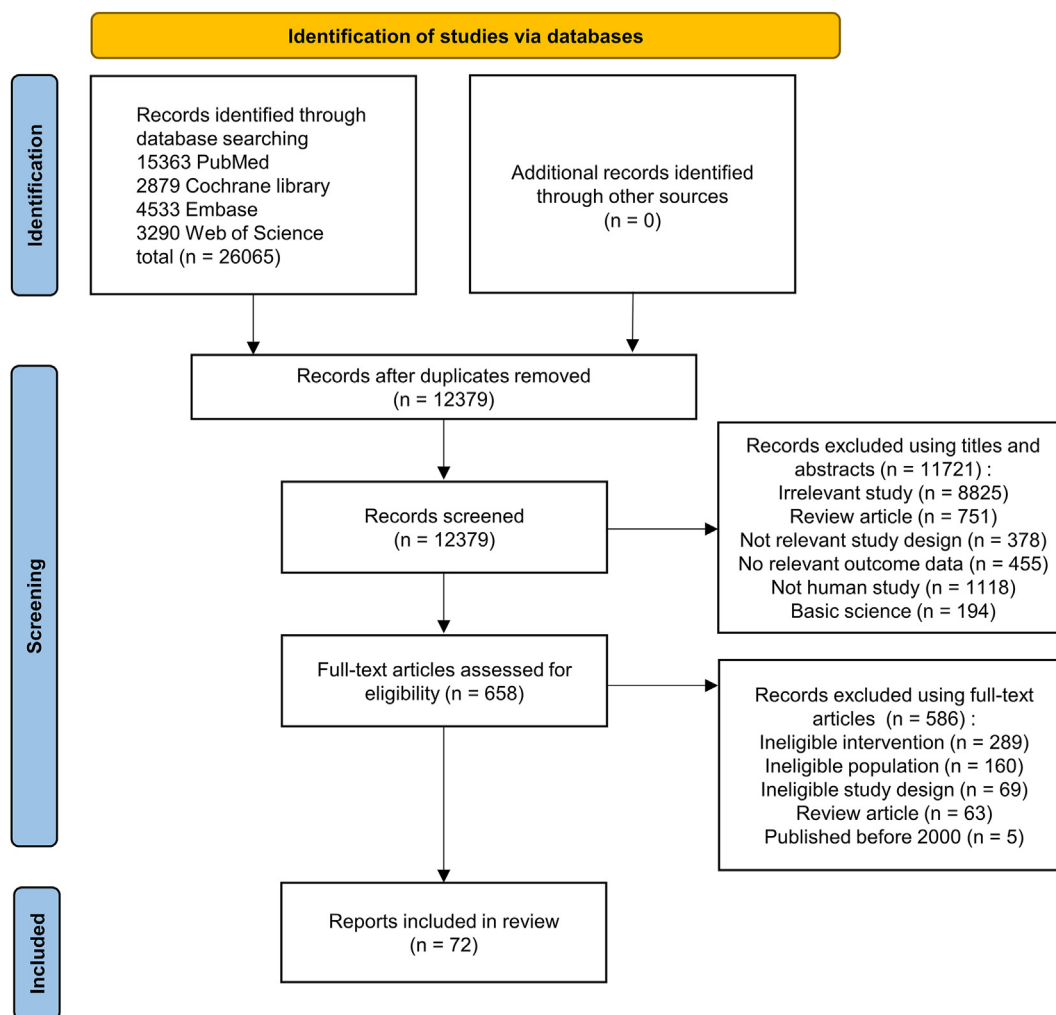 Identification of studies via databases
Identification
Records identified through
database searching
15363 PubMed
2879 Cochrane library
4533 Embase
3290 Web of Science
total (n = 26065)
Additional records identified
through other sources
(n = 0)
Screening
Records after duplicates removed
(n = 12379)
Records screened
(n = 12379)
Records excluded using titles and
abstracts (n = 11721) :
Irrelevant study (n = 8825)
Review article (n = 751)
Not relevant study design (n = 378)
No relevant outcome data (n = 455)
Not human study (n = 1118)
Basic science (n = 194)
Full-text articles assessed for
eligibility (n = 658)
Records excluded using full-text
articles (n = 586) :
Ineligible intervention (n = 289)
Ineligible population (n = 160)
Ineligible study design (n = 69)
Review article (n = 63)
Published before 2000 (n = 5)
Included
Reports included in review
(n = 72)